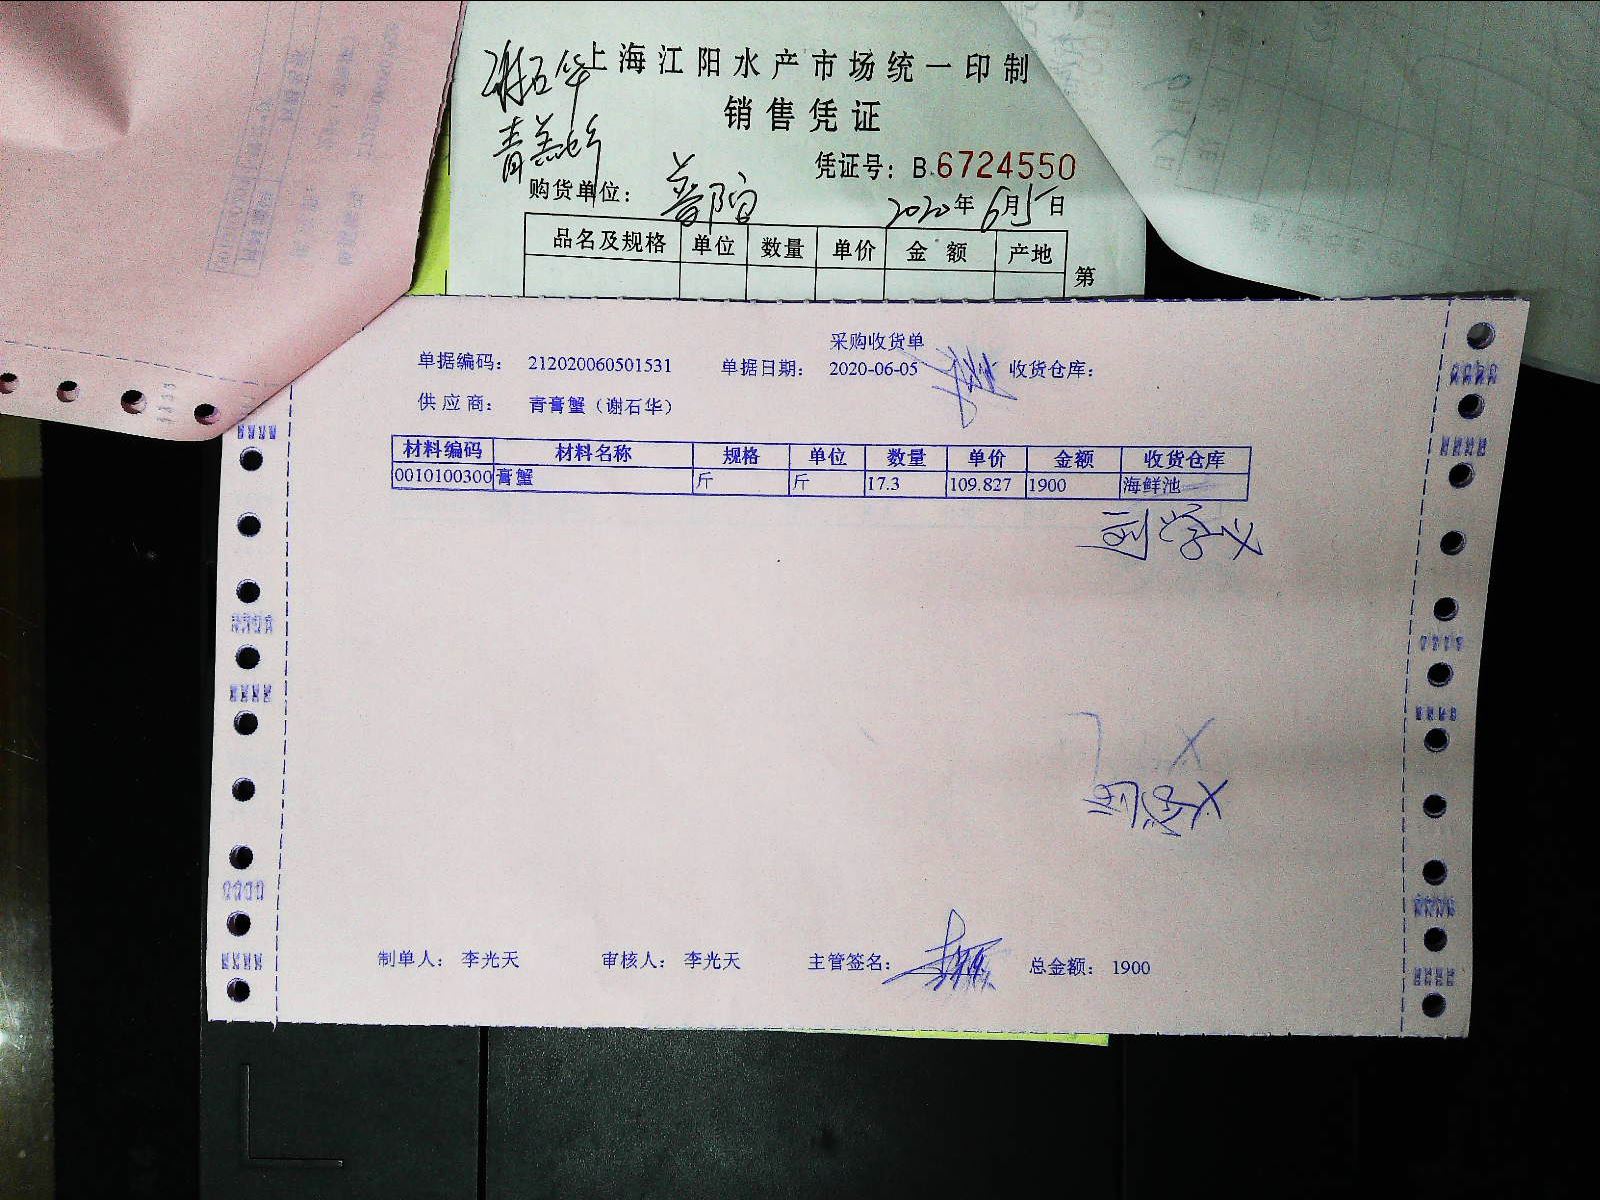 谢石华
上海江阳水产市场统一印制
青羔蟹
销售凭证
凭证号: B.6724550
购货单位: 2020年6月5日
品名及规格 单位 数量 单价 金额 产地
第
采购收货单
单据编码: 212020060501531 单据日期: 2020-06-05 收货仓库:
供应商: 青膏蟹（谢石华）
材料编码 材料名称 规格 单位 数量 单价 金额 收货仓库
0010100300 膏蟹 斤 斤 17.3 109.827 1900 海鲜池
刘学义
制单人: 李光天 审核人: 李光天 主管签名: 总金额: 1900